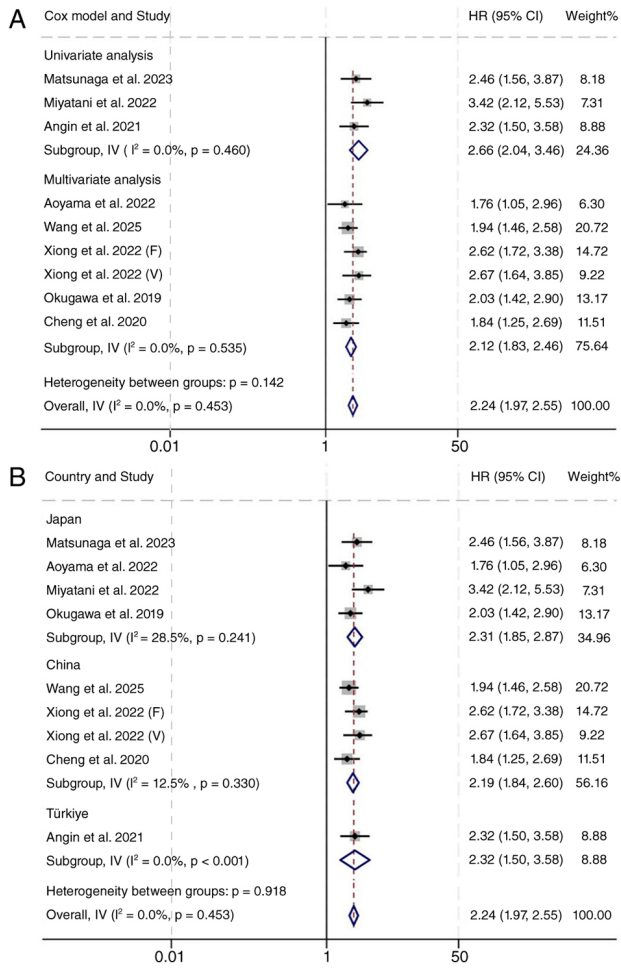 A
Cox model and Study HR (95% CI) Weight%
Univariate analysis
Matsunaga et al. 2023 2.46 (1.56, 3.87) 8.18
Miyatani et al. 2022 3.42 (2.12, 5.53) 7.31
Angin et al. 2021 2.32 (1.50, 3.58) 8.88
Subgroup, IV ( I² = 0.0%, p = 0.460) 2.66 (2.04, 3.46) 24.36
Multivariate analysis
Aoyama et al. 2022 1.76 (1.05, 2.96) 6.30
Wang et al. 2025 1.94 (1.46, 2.58) 20.72
Xiong et al. 2022 (F) 2.62 (1.72, 3.38) 14.72
Xiong et al. 2022 (V) 2.67 (1.64, 3.85) 9.22
Okugawa et al. 2019 2.03 (1.42, 2.90) 13.17
Cheng et al. 2020 1.84 (1.25, 2.69) 11.51
Subgroup, IV (I² = 0.0%, p = 0.535) 2.12 (1.83, 2.46) 75.64
Heterogeneity between groups: p = 0.142
Overall, IV (I² = 0.0%, p = 0.453) 2.24 (1.97, 2.55) 100.00
0.01 1 50
B
Country and Study HR (95% CI) Weight%
Japan
Matsunaga et al. 2023 2.46 (1.56, 3.87) 8.18
Aoyama et al. 2022 1.76 (1.05, 2.96) 6.30
Miyatani et al. 2022 3.42 (2.12, 5.53) 7.31
Okugawa et al. 2019 2.03 (1.42, 2.90) 13.17
Subgroup, IV (I² = 28.5%, p = 0.241) 2.31 (1.85, 2.87) 34.96
China
Wang et al. 2025 1.94 (1.46, 2.58) 20.72
Xiong et al. 2022 (F) 2.62 (1.72, 3.38) 14.72
Xiong et al. 2022 (V) 2.67 (1.64, 3.85) 9.22
Cheng et al. 2020 1.84 (1.25, 2.69) 11.51
Subgroup, IV (I² = 12.5% , p = 0.330) 2.19 (1.84, 2.60) 56.16
Türkiye
Angin et al. 2021 2.32 (1.50, 3.58) 8.88
Subgroup, IV (I² = 0.0%, p < 0.001) 2.32 (1.50, 3.58) 8.88
Heterogeneity between groups: p = 0.918
Overall, IV (I² = 0.0%, p = 0.453) 2.24 (1.97, 2.55) 100.00
0.01 1 50